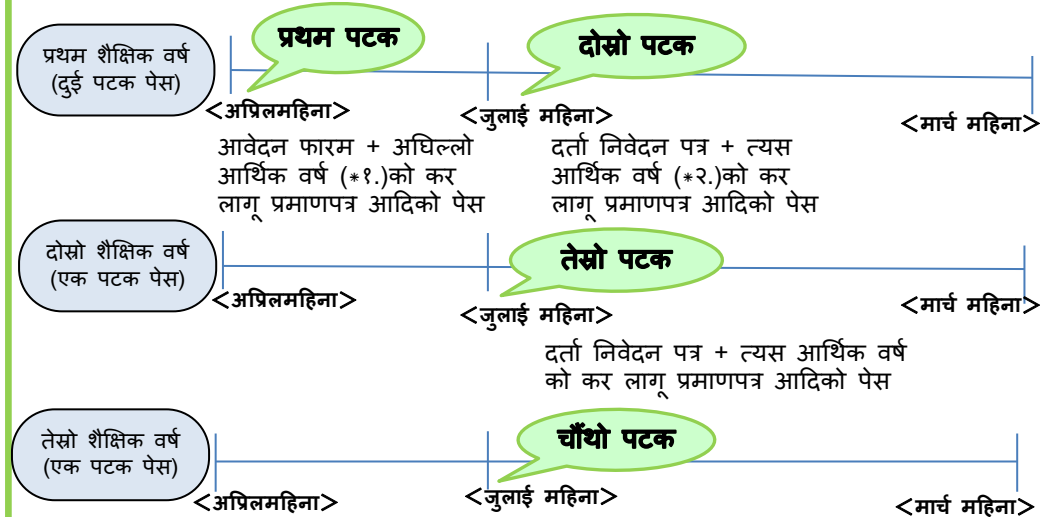 प्रथम शैक्षिक वर्ष
(दुई पटक पेस)
प्रथम पटक
दोस्रो पटक
<अप्रिलमहिना>
<जुलाई महिना>
<मार्च महिना>
आवेदन फारम + अघिल्लो
आर्थिक वर्ष (*१.)को कर
लागू प्रमाणपत्र आदिको पेस
दर्ता निवेदन पत्र + त्यस
आर्थिक वर्ष (*२.)को कर
लागू प्रमाणपत्र आदिको पेस
दोस्रो शैक्षिक वर्ष
(एक पटक पेस)
तेस्रो पटक
<अप्रिलमहिना>
<जुलाई महिना>
<मार्च महिना>
दर्ता निवेदन पत्र + त्यस आर्थिक वर्ष
को कर लागू प्रमाणपत्र आदिको पेस
तेस्रो शैक्षिक वर्ष
(एक पटक पेस)
चौंथो पटक
<अप्रिलमहिना>
<जुलाई महिना>
<मार्च महिना>